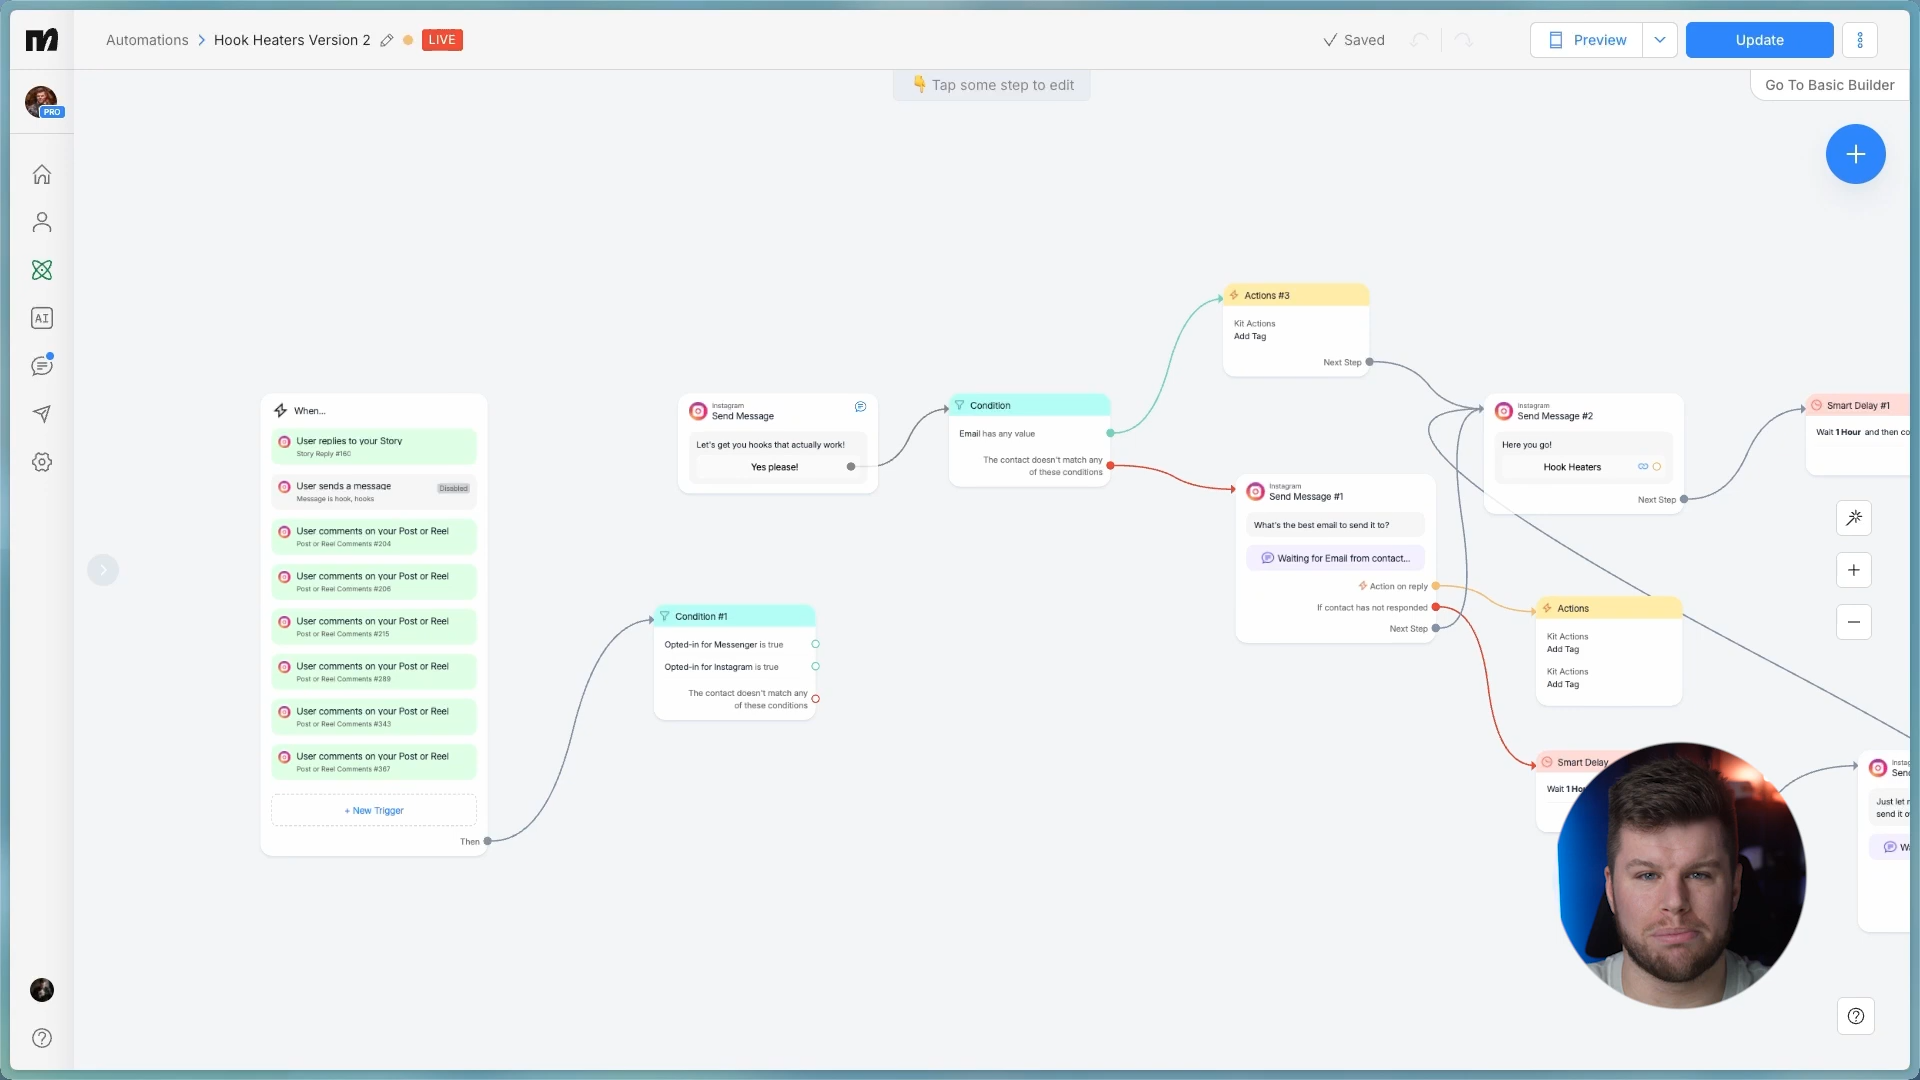 Automations
Hook Heaters Version 2
LIVE
Saved
Preview
Update
👇 Tap some step to edit
Go To Basic Builder
PRO
AI
When...
User replies to your Story
Story Reply #160
User sends a message
Message is hook, hooks
Disabled
User comments on your Post or Reel
Post or Reel Comments #204
User comments on your Post or Reel
Post or Reel Comments #206
User comments on your Post or Reel
Post or Reel Comments #215
User comments on your Post or Reel
Post or Reel Comments #289
User comments on your Post or Reel
Post or Reel Comments #343
User comments on your Post or Reel
Post or Reel Comments #367
+ New Trigger
Then
Condition #1
Opted-in for Messenger is true
Opted-in for Instagram is true
The contact doesn't match any
of these conditions
Instagram
Send Message
Let's get you hooks that actually work!
Yes please!
Condition
Email has any value
The contact doesn't match any
of these conditions
Actions #3
Kit Actions
Add Tag
Next Step
Instagram
Send Message #1
What's the best email to send it to?
Waiting for Email from contact...
Action on reply
If contact has not responded
Next Step
Instagram
Send Message #2
Here you go!
Hook Heaters
Next Step
Smart Delay #1
Wait 1 Hour and then
Actions
Kit Actions
Add Tag
Kit Actions
Add Tag
Smart Delay
Wait 1
Just let
send it